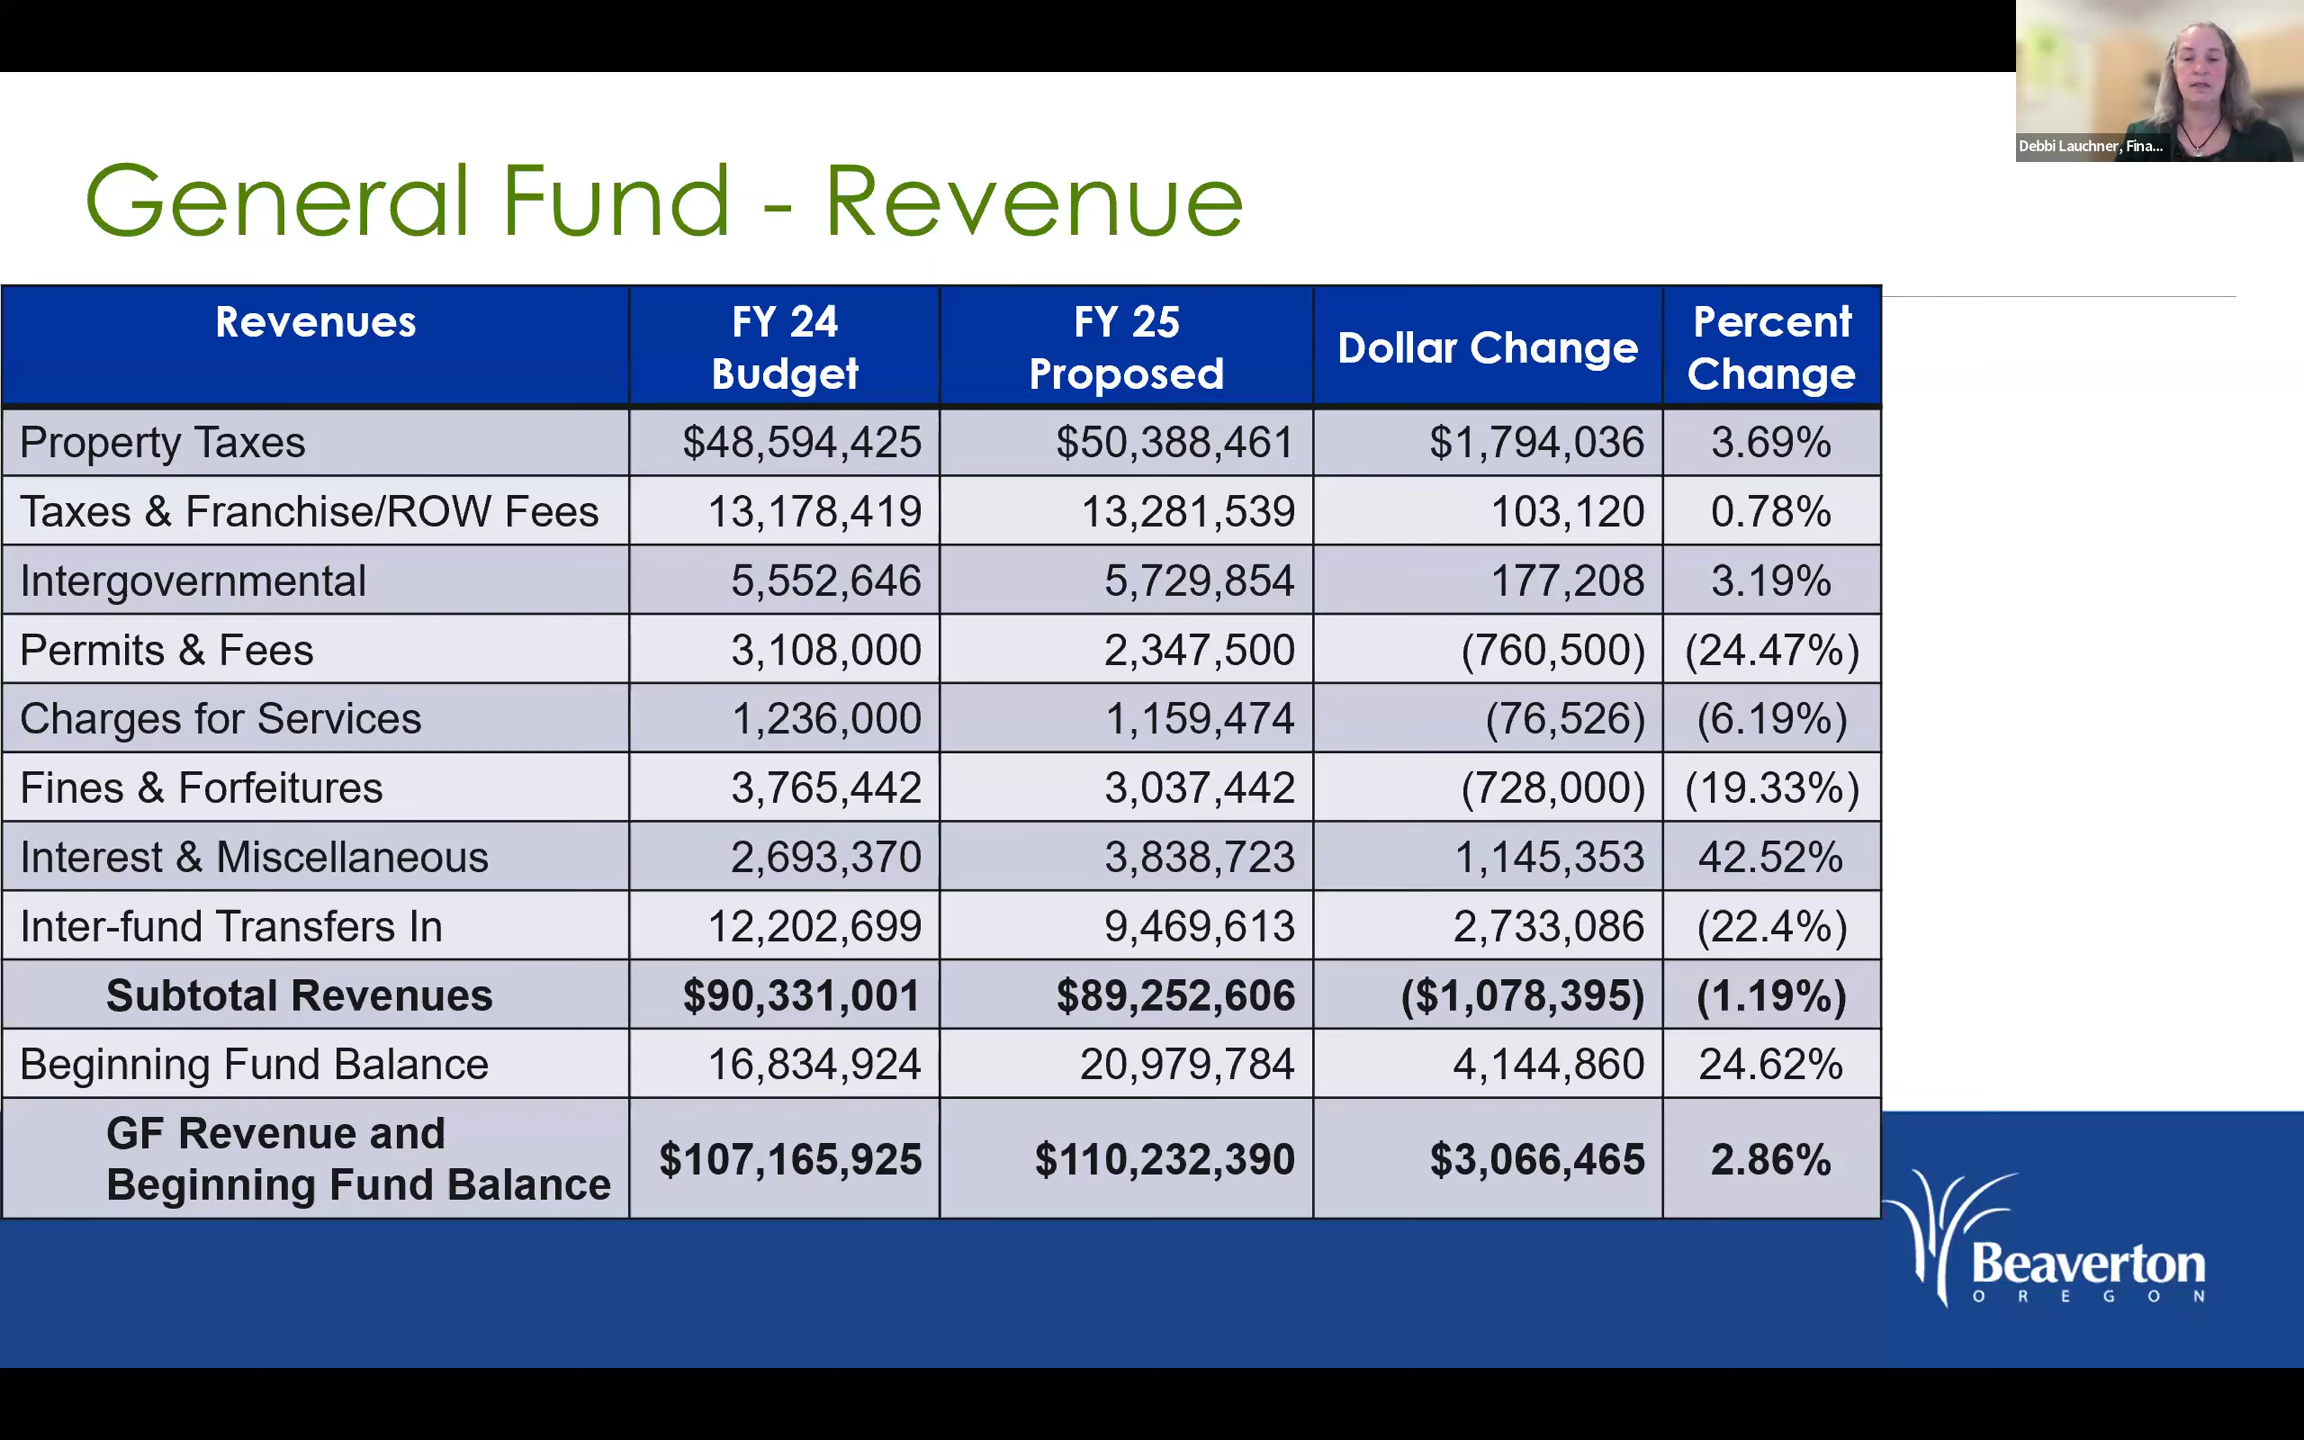 Debbi Lauchner, Fina...
General Fund - Revenue
Revenues FY 24 Budget FY 25 Proposed Dollar Change Percent Change
Property Taxes $48,594,425 $50,388,461 $1,794,036 3.69%
Taxes & Franchise/ROW Fees 13,178,419 13,281,539 103,120 0.78%
Intergovernmental 5,552,646 5,729,854 177,208 3.19%
Permits & Fees 3,108,000 2,347,500 (760,500) (24.47%)
Charges for Services 1,236,000 1,159,474 (76,526) (6.19%)
Fines & Forfeitures 3,765,442 3,037,442 (728,000) (19.33%)
Interest & Miscellaneous 2,693,370 3,838,723 1,145,353 42.52%
Inter-fund Transfers In 12,202,699 9,469,613 2,733,086 (22.4%)
Subtotal Revenues $90,331,001 $89,252,606 ($1,078,395) (1.19%)
Beginning Fund Balance 16,834,924 20,979,784 4,144,860 24.62%
GF Revenue and
Beginning Fund Balance $107,165,925 $110,232,390 $3,066,465 2.86%
Beaverton
OREGON